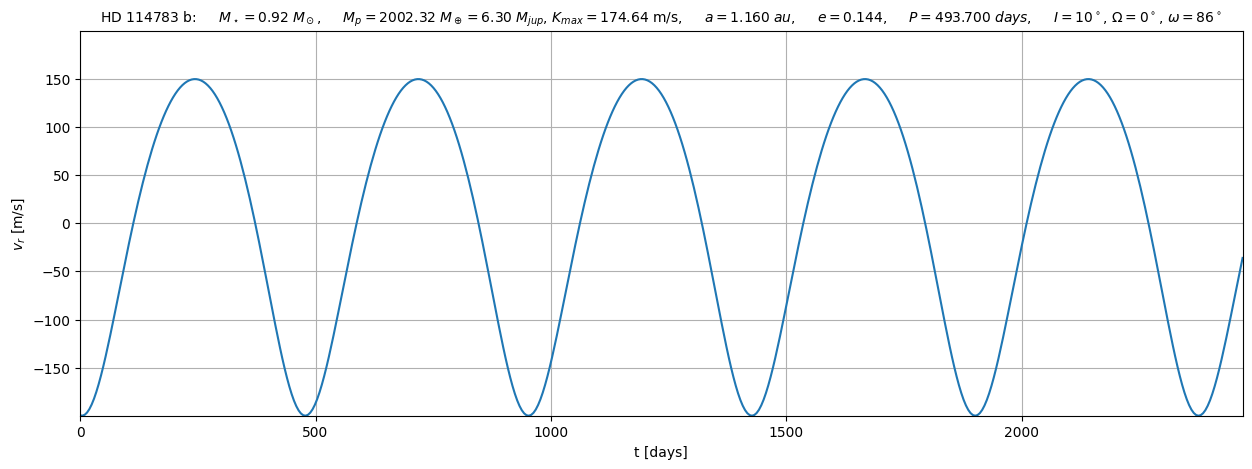 HD 114783 b: M⋆ = 0.92 M⊙, Mp = 2002.32 M⊕ = 6.30 Mjup, Kmax = 174.64 m/s, a = 1.160 au, e = 0.144, P = 493.700 days, I = 10°, Ω = 0°, ω = 86°
150
100
50
0
−50
−100
−150
vr [m/s]
0 500 1000 1500 2000
t [days]